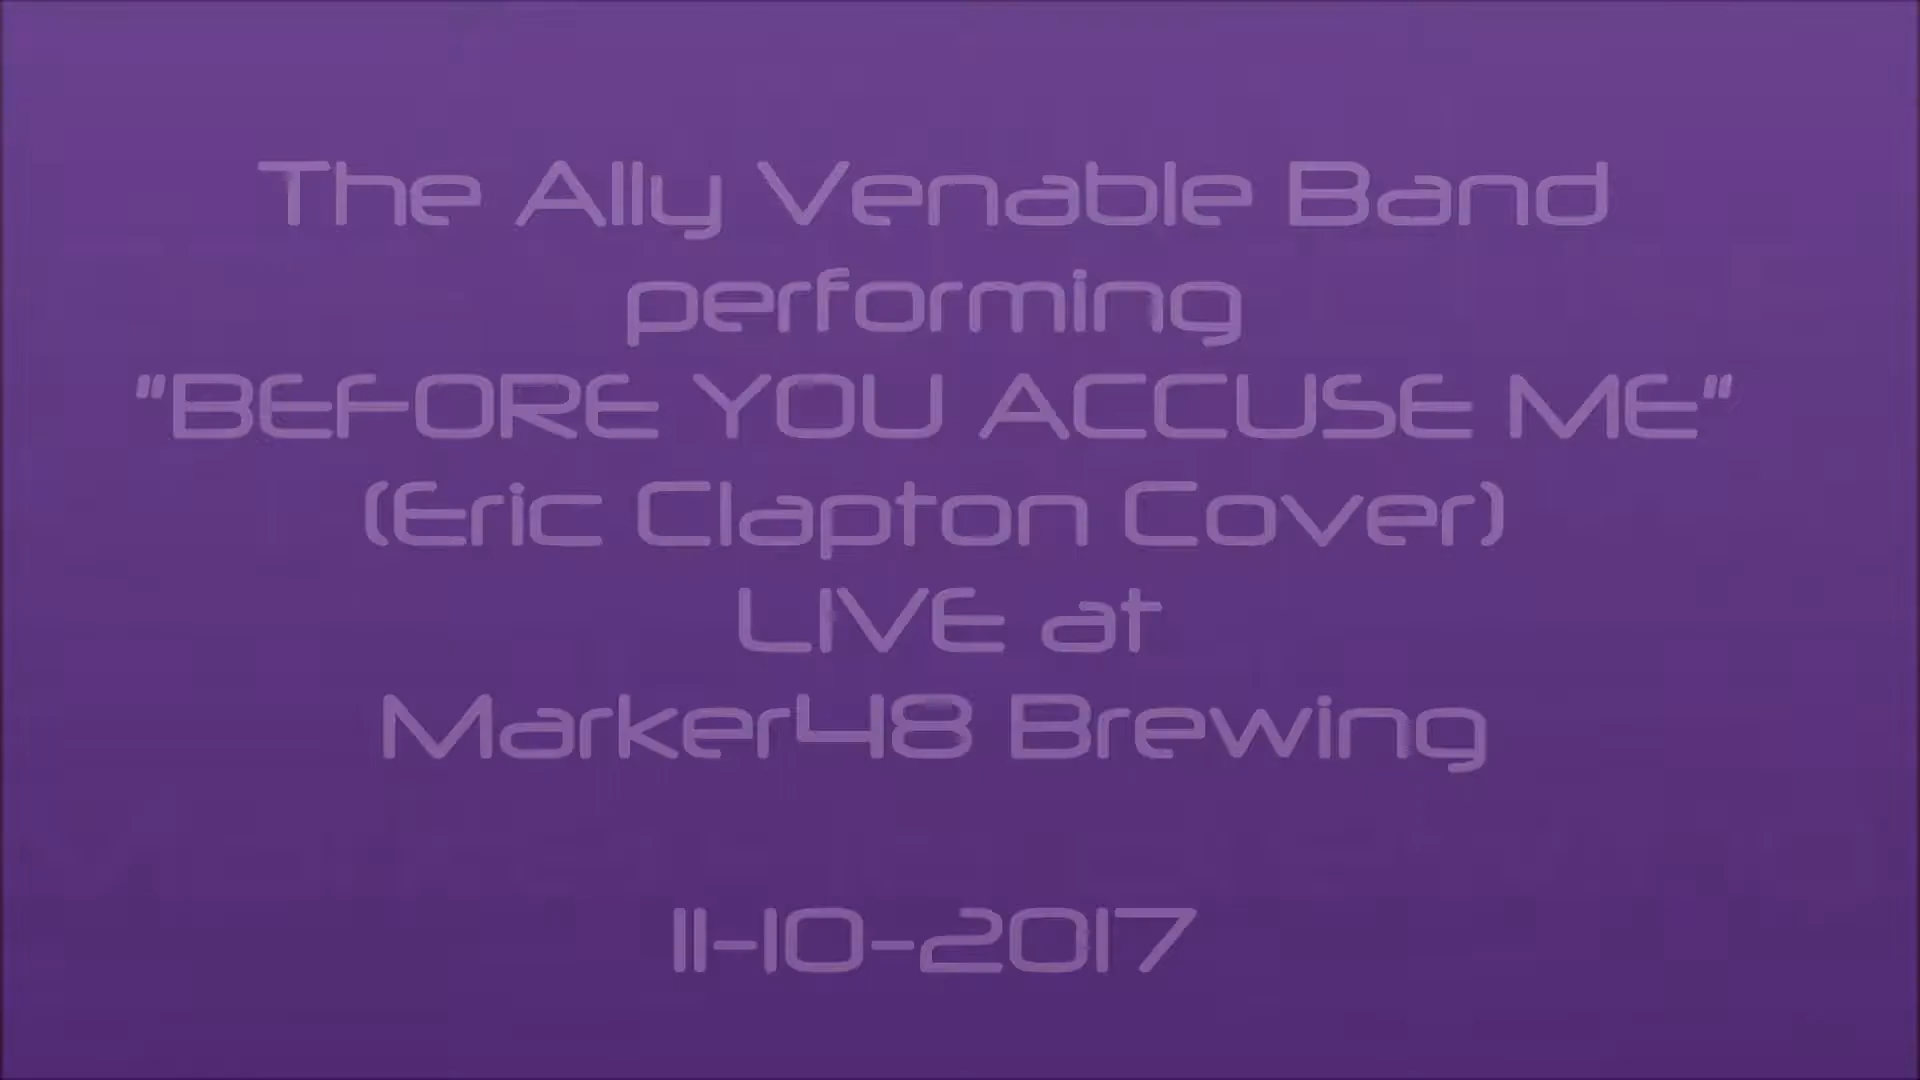 The Ally Venable Band
performing
"BEFORE YOU ACCUSE ME"
(Eric Clapton Cover)
LIVE at
Marker48 Brewing
11-10-2017